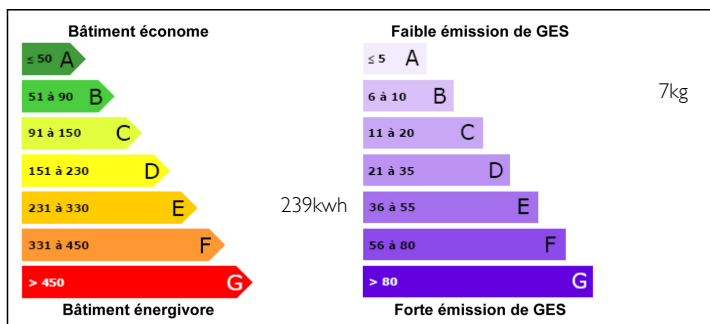 Bâtiment économe
≤ 50 A
51 à 90 B
91 à 150 C
151 à 230 D
231 à 330 E
239kwh
331 à 450 F
> 450 G
Bâtiment énergivore
Faible émission de GES
≤ 5 A
6 à 10 B
7kg
11 à 20 C
21 à 35 D
36 à 55 E
56 à 80 F
> 80 G
Forte émission de GES